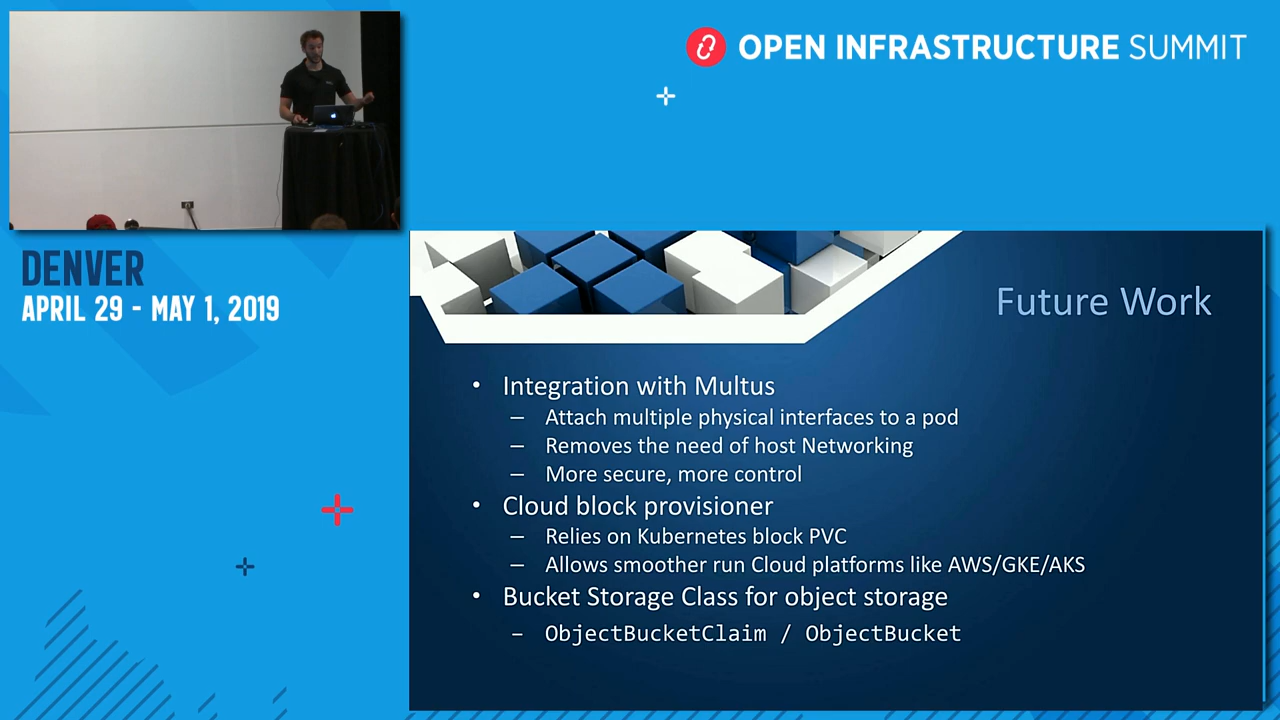 OPEN INFRASTRUCTURE SUMMIT
DENVER
APRIL 29 - MAY 1, 2019
Future Work
• Integration with Multus
– Attach multiple physical interfaces to a pod
– Removes the need of host Networking
– More secure, more control
• Cloud block provisioner
– Relies on Kubernetes block PVC
– Allows smoother run Cloud platforms like AWS/GKE/AKS
• Bucket Storage Class for object storage
– ObjectBucketClaim / ObjectBucket